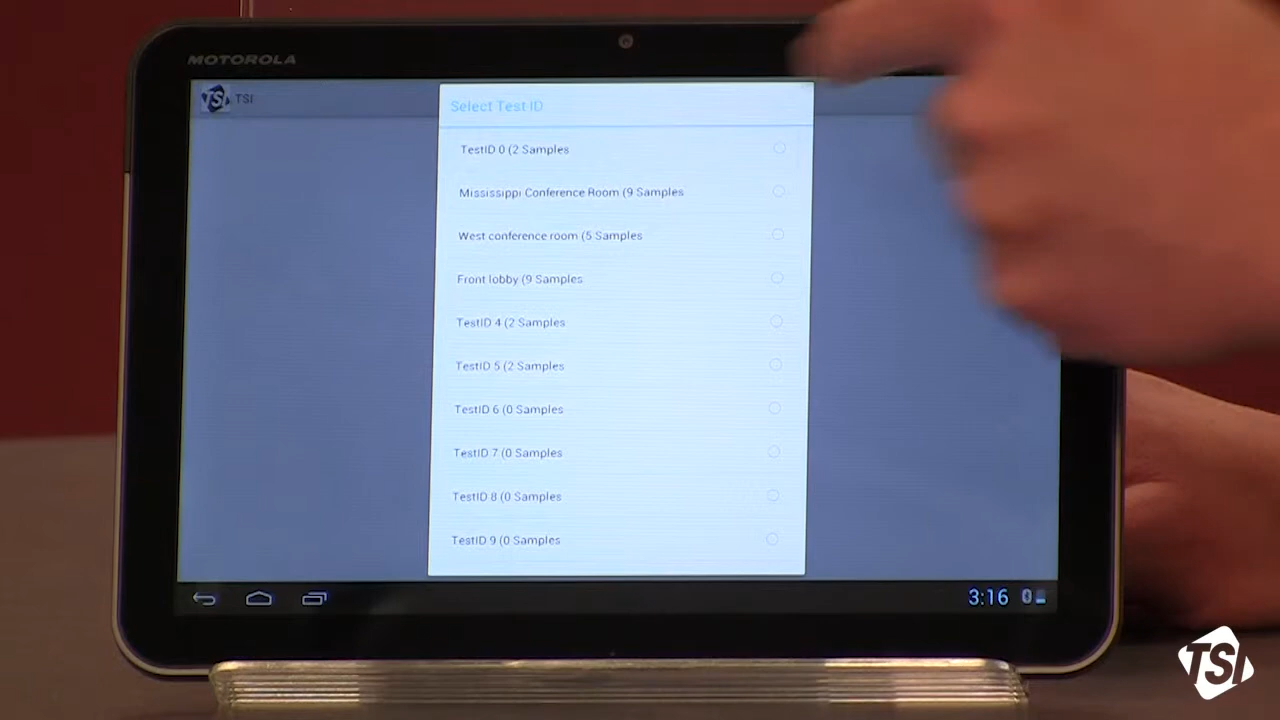 MOTOROLA
TSI TSI
Select Test ID
TestID 0 (2 Samples
Mississippi Conference Room (9 Samples
West conference room (5 Samples
Front lobby (9 Samples
TestID 4 (2 Samples
TestID 5 (2 Samples
TestID 6 (0 Samples
TestID 7 (0 Samples
TestID 8 (0 Samples
TestID 9 (0 Samples
3:16
TSI